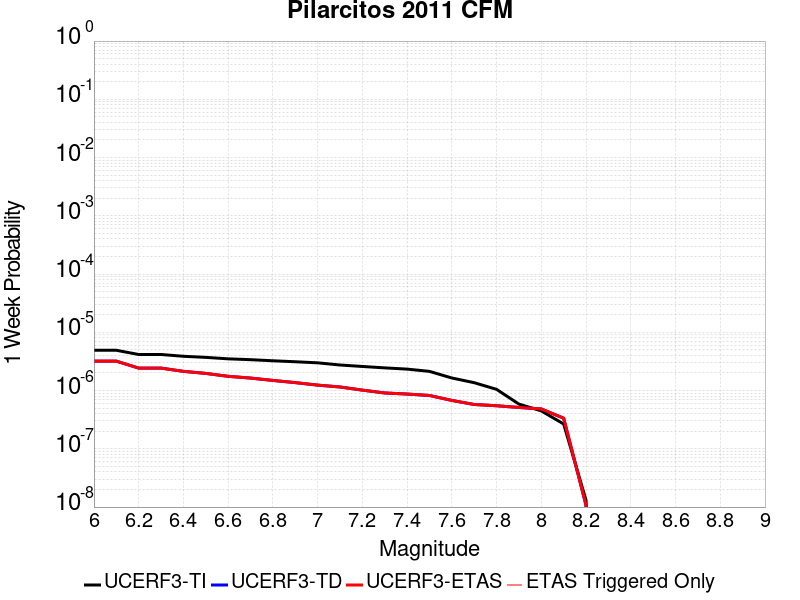 Pilarcitos 2011 CFM
10^0
10^-1
10^-2
10^-3
10^-4
10^-5
10^-6
10^-7
10^-8
1 Week Probability
6 6.2 6.4 6.6 6.8 7 7.2 7.4 7.6 7.8 8 8.2 8.4 8.6 8.8 9
Magnitude
UCERF3-TI UCERF3-TD UCERF3-ETAS ETAS Triggered Only